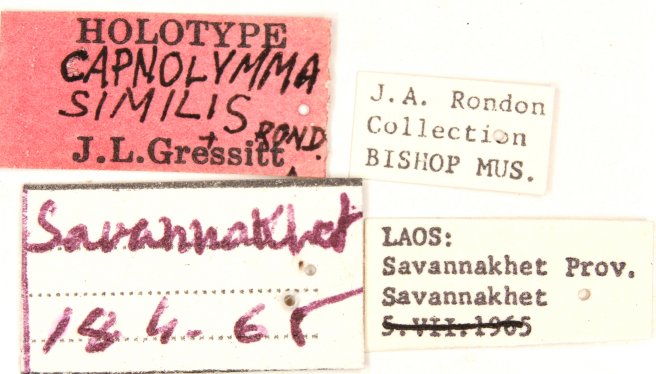 HOLOTYPE
CAPNOLYMMA
SIMILIS
+ ROND.
J.L.Gressitt
J.A. Rondon
Collection
BISHOP MUS.
Savannakhet
18 4-65
LAOS:
Savannakhet Prov.
Savannakhet
5.VII.1965